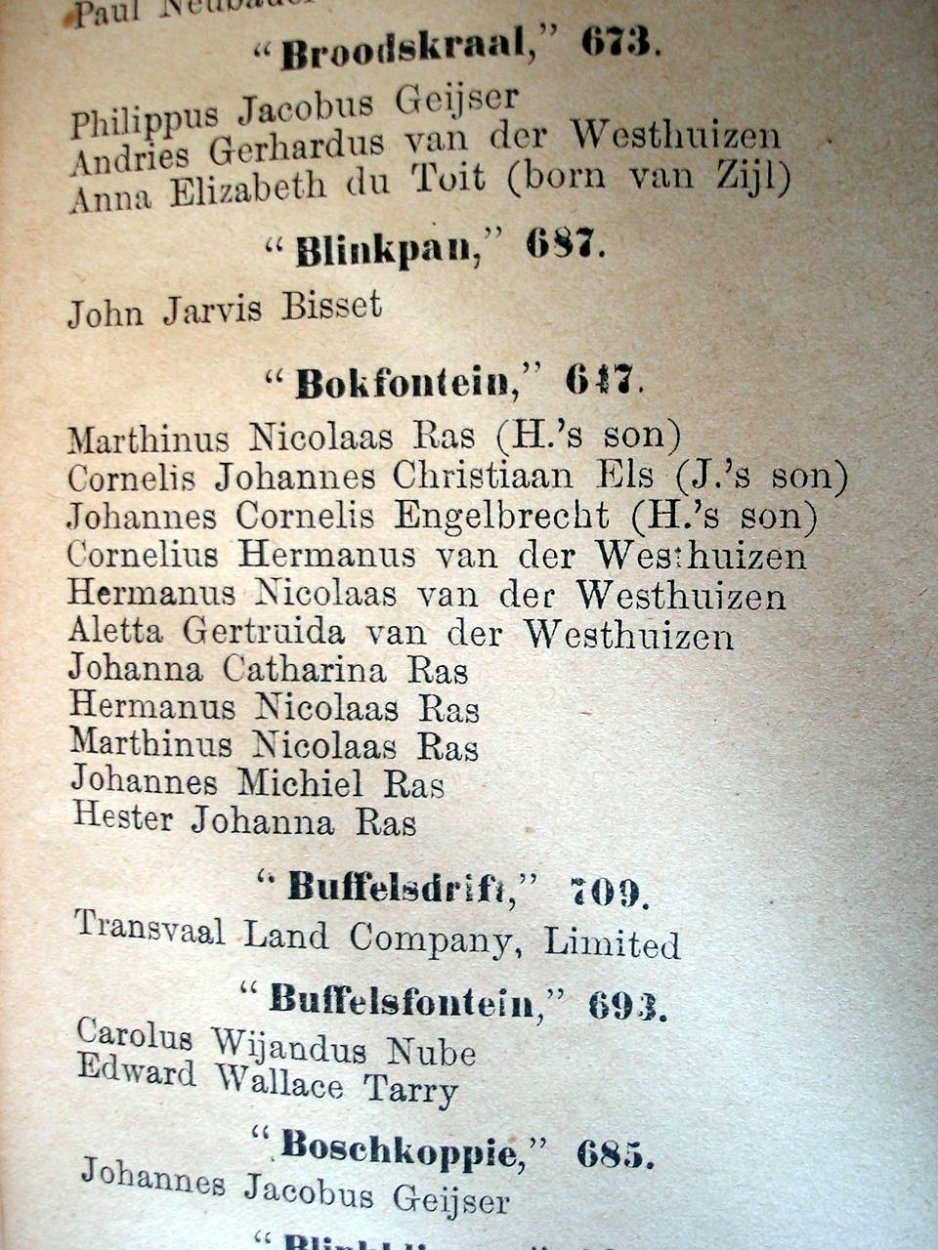 Paul Neubauer
“Broodskraal,” 673.
Philippus Jacobus Geijser
Andries Gerhardus van der Westhuizen
Anna Elizabeth du Toit (born van Zijl)
“Blinkpan,” 687.
John Jarvis Bisset
“Bokfontein,” 647.
Marthinus Nicolaas Ras (H.’s son)
Cornelis Johannes Christiaan Els (J.’s son)
Johannes Cornelis Engelbrecht (H.’s son)
Cornelius Hermanus van der Westhuizen
Hermanus Nicolaas van der Westhuizen
Aletta Gertruida van der Westhuizen
Johanna Catharina Ras
Hermanus Nicolaas Ras
Marthinus Nicolaas Ras
Johannes Michiel Ras
Hester Johanna Ras
“Buffelsdrift,” 709.
Transvaal Land Company, Limited
“Buffelsfontein,” 693.
Carolus Wijandus Nube
Edward Wallace Tarry
“Boschkoppie,” 685.
Johannes Jacobus Geijser